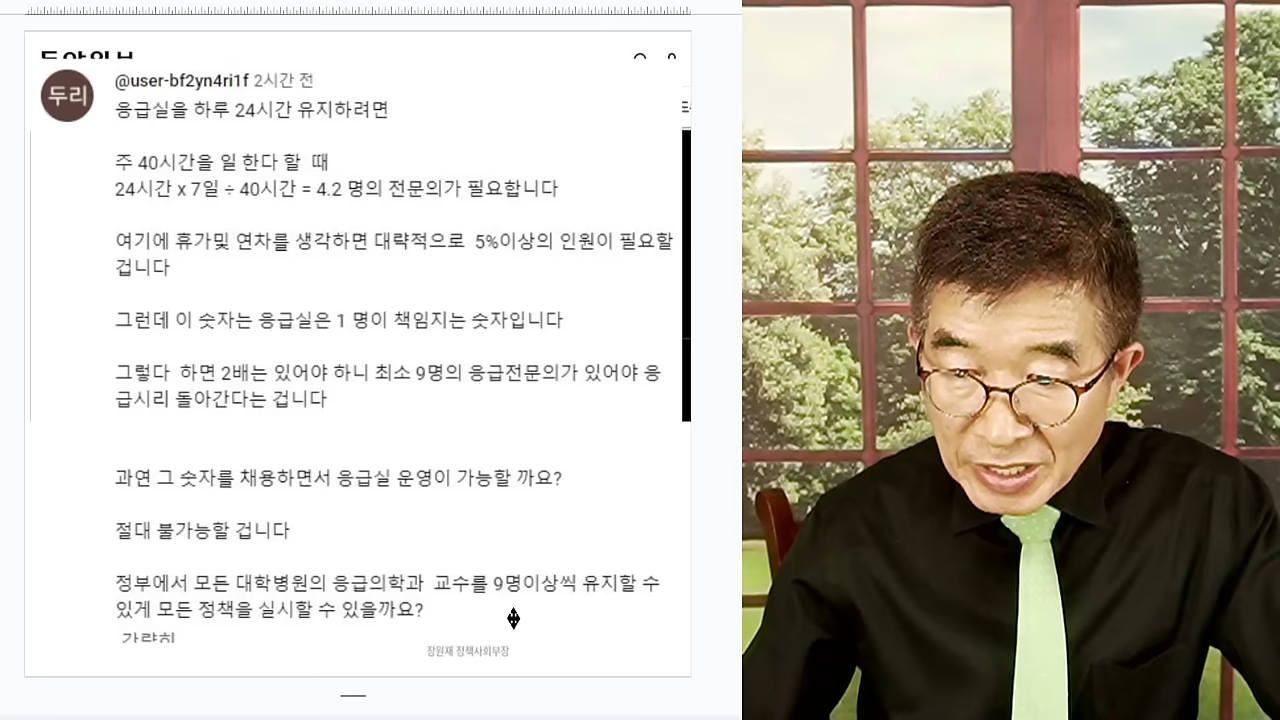 두리
@user-bf2yn4ri1f 2시간 전
응급실을 하루 24시간 유지하려면
주 40시간을 일 한다 할 때
24시간 x 7일 ÷ 40시간 = 4.2 명의 전문의가 필요합니다
여기에 휴가및 연차를 생각하면 대략적으로 5%이상의 인원이 필요할
겁니다
그런데 이 숫자는 응급실은 1 명이 책임지는 숫자입니다
그렇다 하면 2배는 있어야 하니 최소 9명의 응급전문의가 있어야 응
급시리 돌아간다는 겁니다
과연 그 숫자를 채용하면서 응급실 운영이 가능할 까요?
절대 불가능할 겁니다
정부에서 모든 대학병원의 응급의학과 교수를 9명이상씩 유지할 수
있게 모든 정책을 실시할 수 있을까요?
장원재 정책사회부장